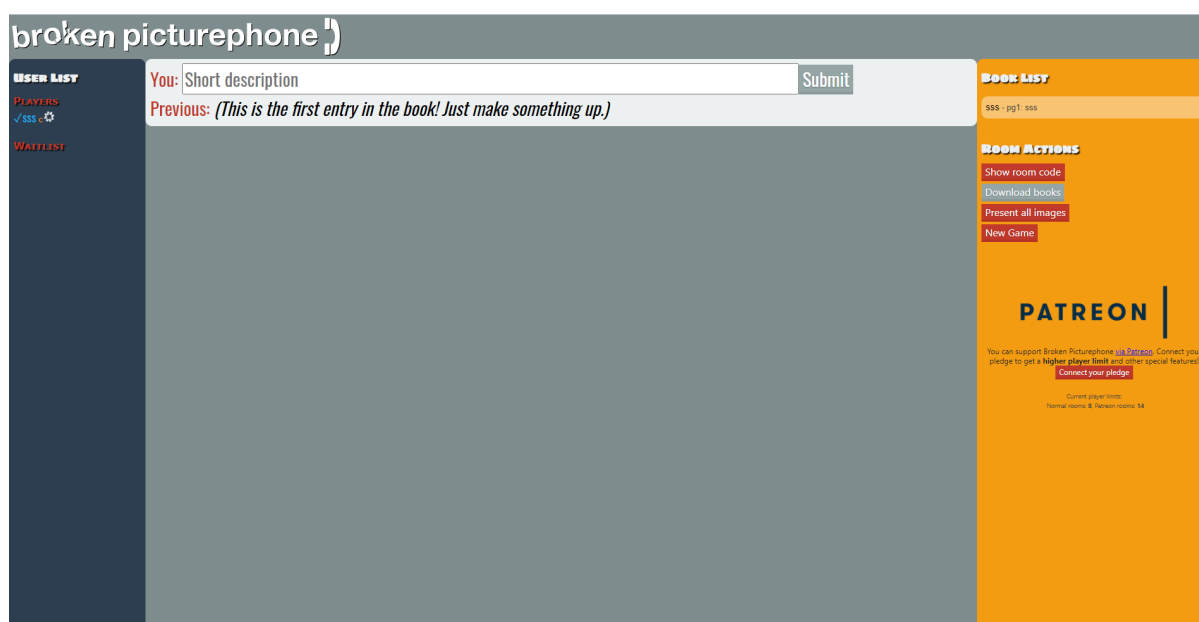 broken picturephone
User List
Players
✓sss c
Waitlist
You: Short description Submit
Previous: (This is the first entry in the book! Just make something up.)
Book List
sss - pg1: sss
Room Actions
Show room code
Download books
Present all images
New Game
PATREON
You can support Broken Picturephone via Patreon. Connect you
pledge to get a higher player limit and other special features!
Connect your pledge
Current player limits:
Normal rooms: 8, Patreon rooms: 14